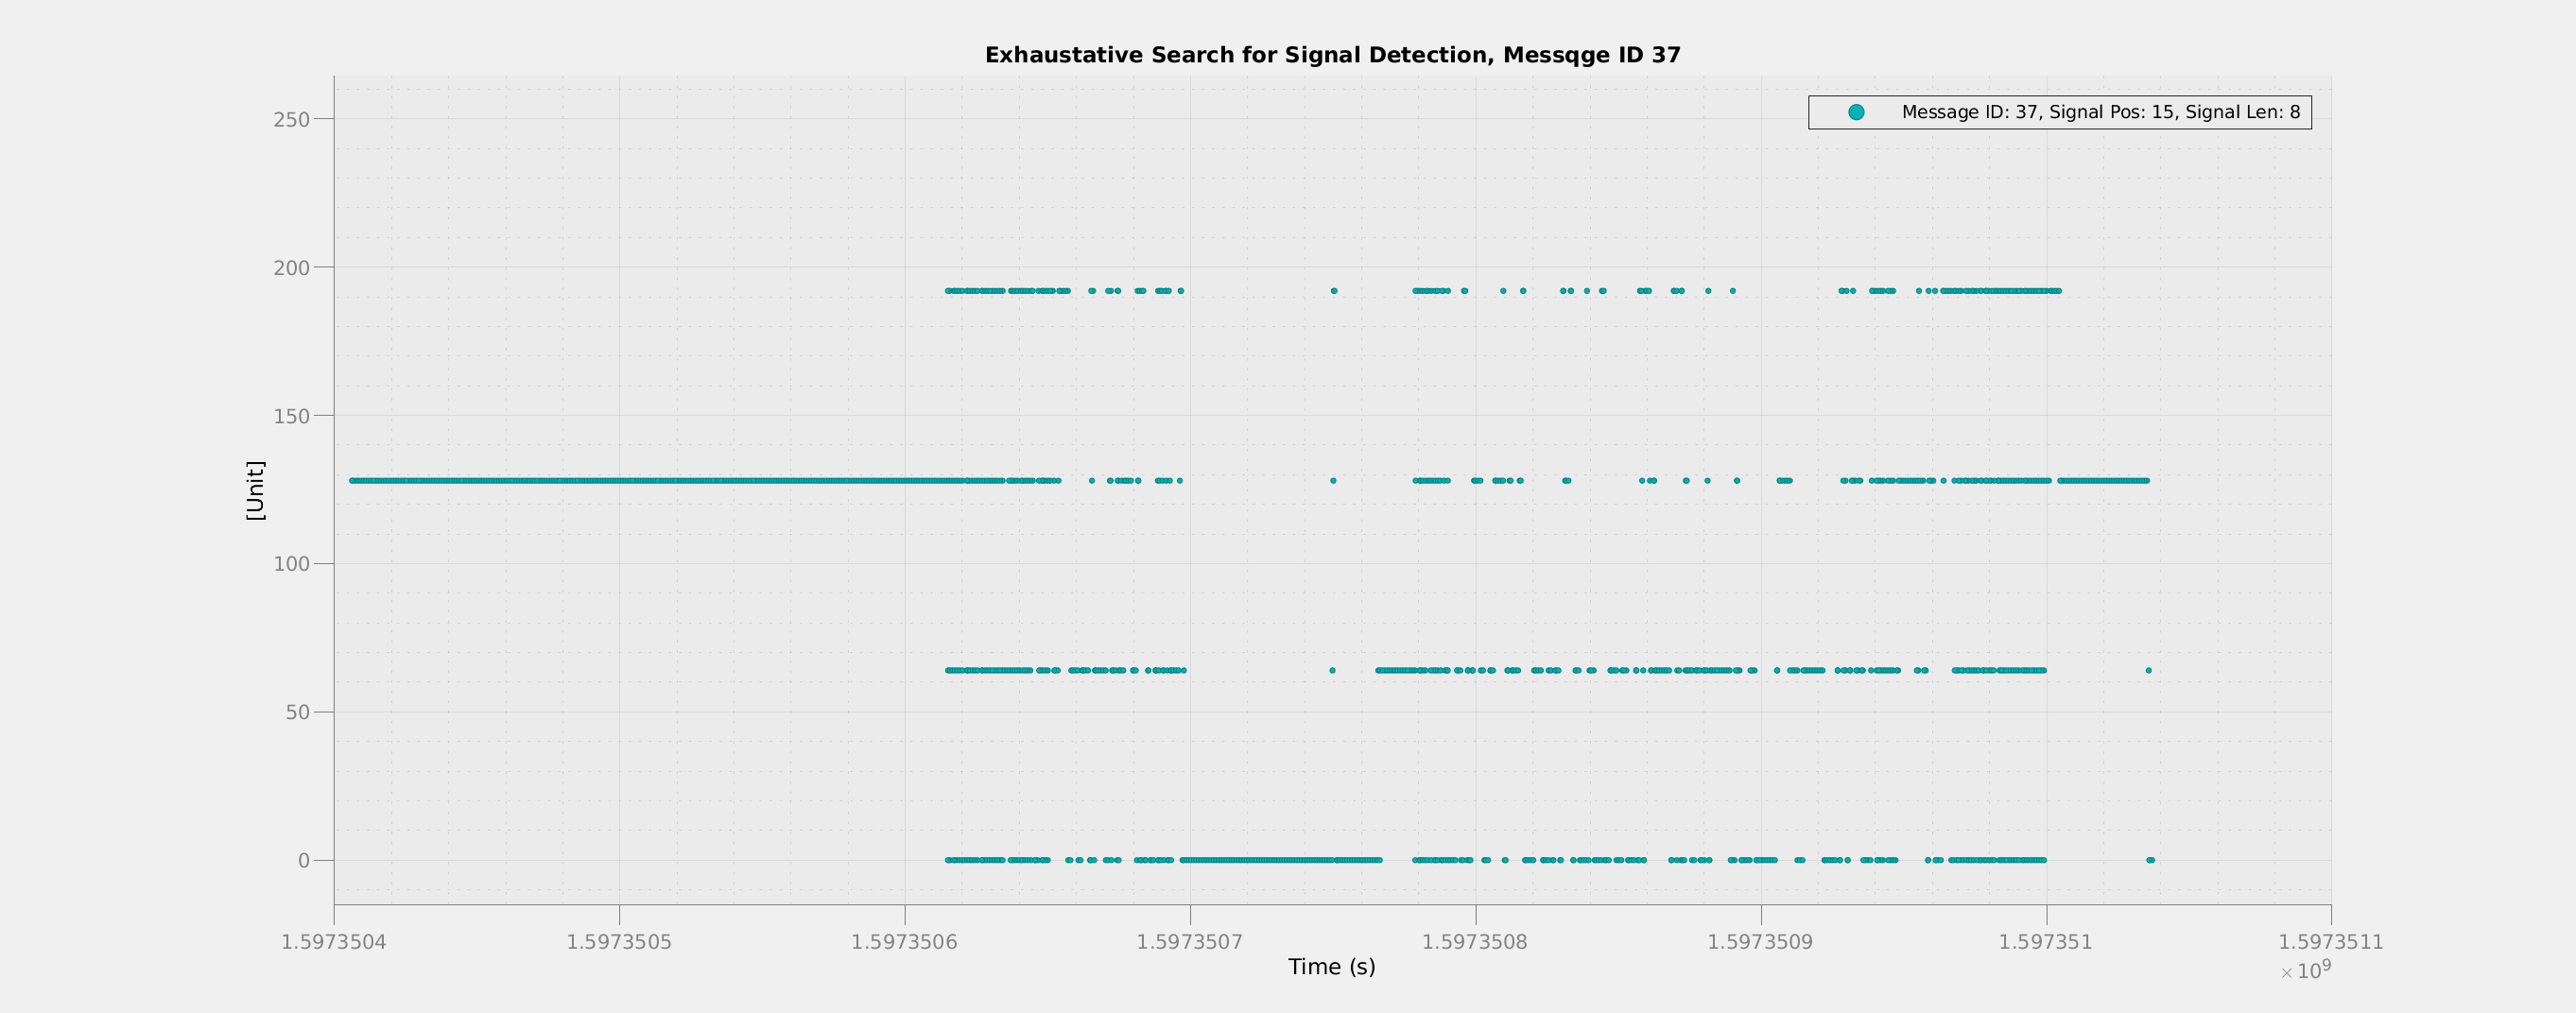 Exhaustative Search for Signal Detection, Messqge ID 37
Message ID: 37, Signal Pos: 15, Signal Len: 8
250
200
150
100
50
0
[Unit]
1.5973504 1.5973505 1.5973506 1.5973507 1.5973508 1.5973509 1.597351 1.5973511
Time (s)
× 10⁹